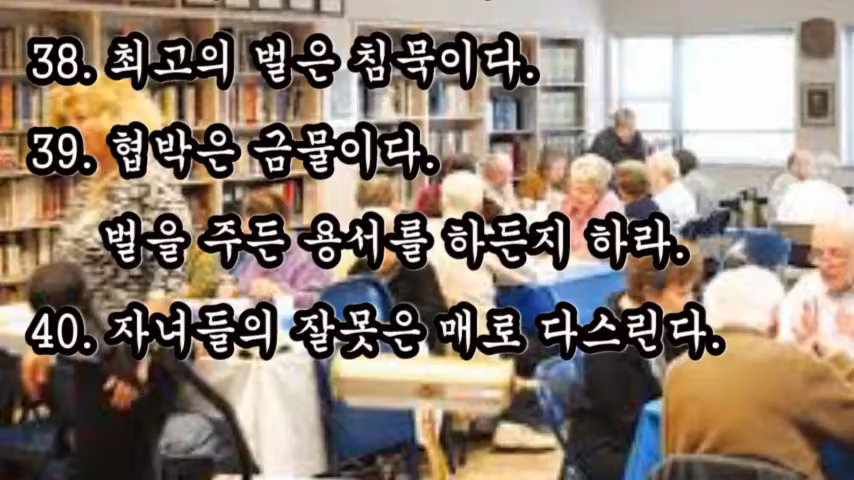 38. 최고의 벌은 침묵이다.
39. 협박은 금물이다.
벌을 주든 용서를 하든지 하라.
40. 자녀들의 잘못은 매로 다스린다.